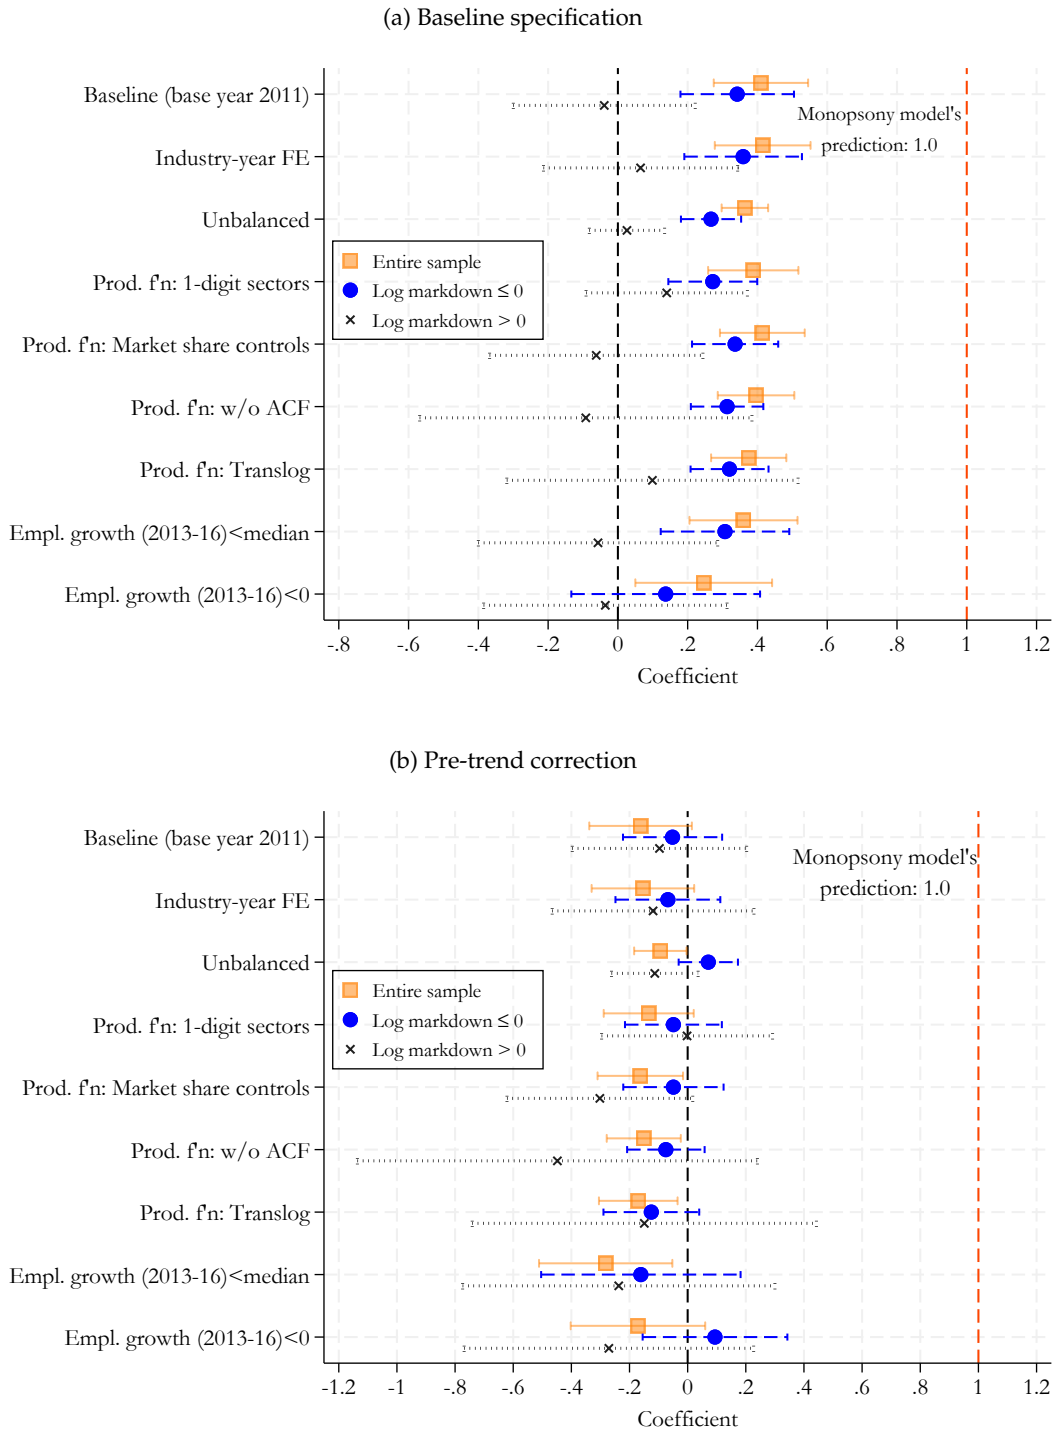 (a) Baseline specification
Baseline (base year 2011)
Monopsony model's
prediction: 1.0
Industry-year FE
Unbalanced
Entire sample
Log markdown ≤ 0
Log markdown > 0
Prod. f'n: 1-digit sectors
Prod. f'n: Market share controls
Prod. f'n: w/o ACF
Prod. f'n: Translog
Empl. growth (2013-16)<median
Empl. growth (2013-16)<0
-.8 -.6 -.4 -.2 0 .2 .4 .6 .8 1 1.2
Coefficient
(b) Pre-trend correction
Baseline (base year 2011)
Monopsony model's
prediction: 1.0
Industry-year FE
Unbalanced
Entire sample
Log markdown ≤ 0
Log markdown > 0
Prod. f'n: 1-digit sectors
Prod. f'n: Market share controls
Prod. f'n: w/o ACF
Prod. f'n: Translog
Empl. growth (2013-16)<median
Empl. growth (2013-16)<0
-1.2 -1 -.8 -.6 -.4 -.2 0 .2 .4 .6 .8 1 1.2
Coefficient